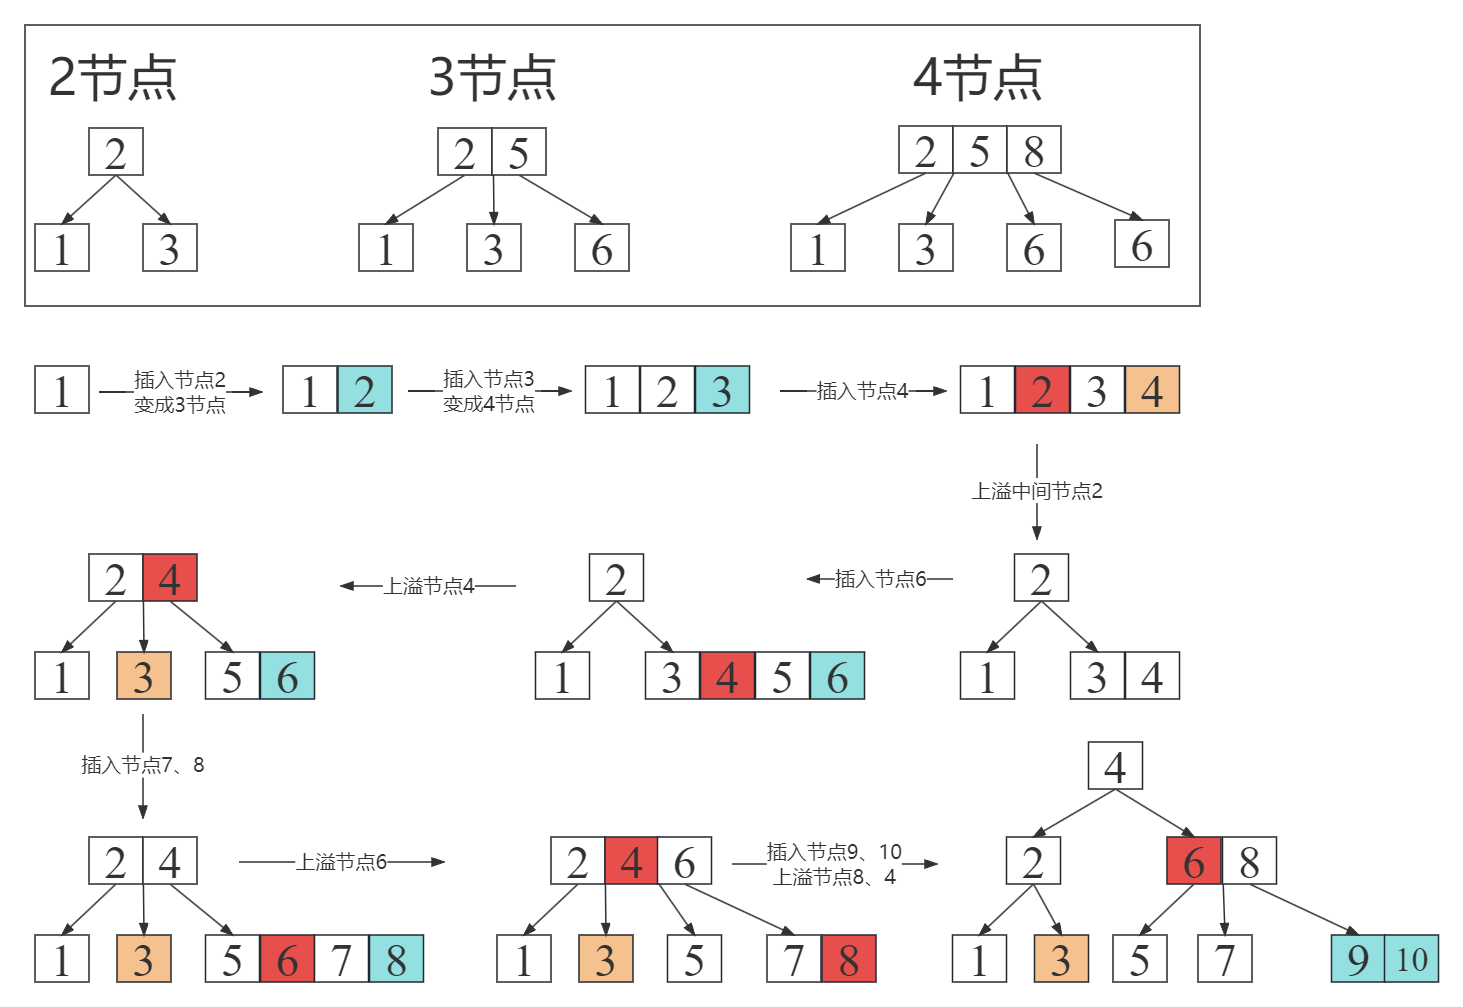 2节点 3节点 4节点
2 2 5 2 5 8
1 3 1 3 6 1 3 6 6
1 插入节点2 变成3节点 1 2 插入节点3 变成4节点 1 2 3 插入节点4 1 2 3 4
上溢中间节点2
2 4 上溢节点4 2 插入节点6 2
1 3 5 6 1 3 4 5 6 1 3 4
插入节点7、8
4
2 4 上溢节点6 2 4 6 插入节点9、10 上溢节点8、4 2 6 8
1 3 5 6 7 8 1 3 5 7 8 1 3 5 7 9 10